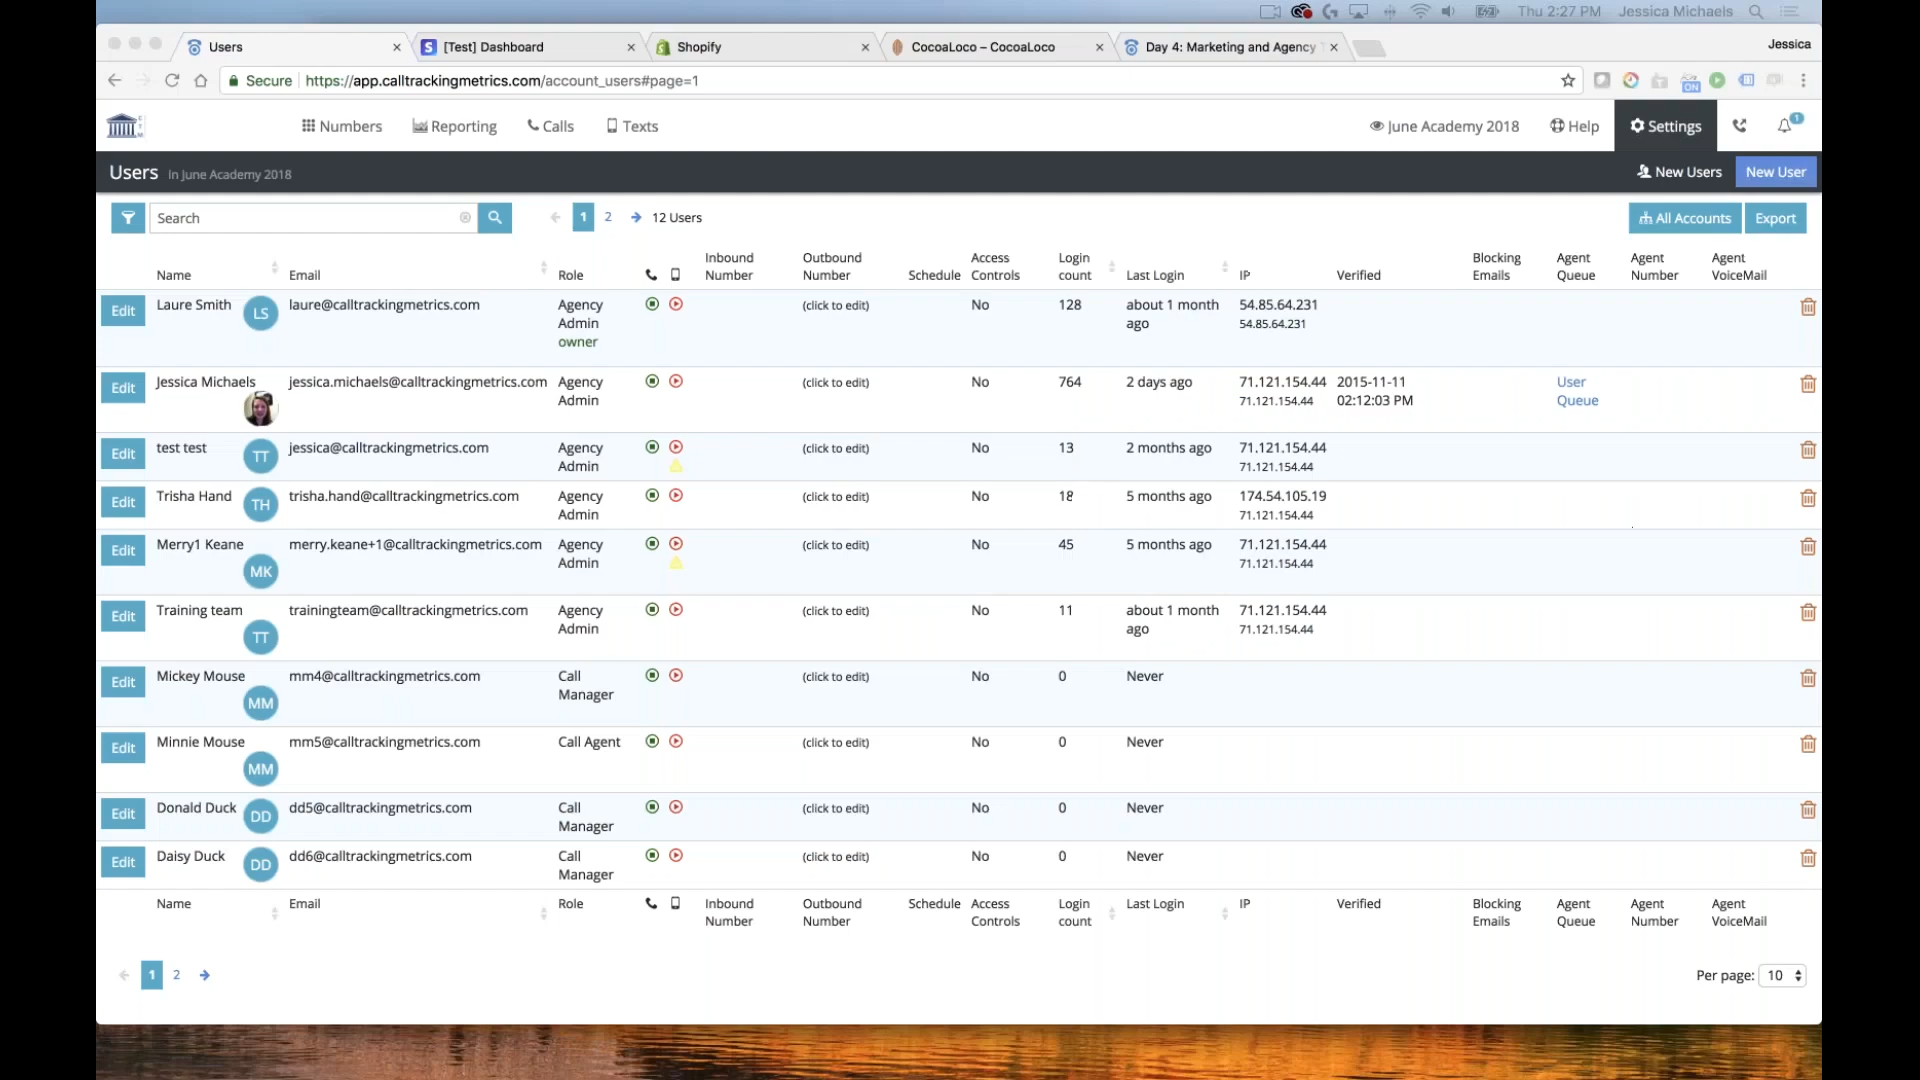 Thu 2:27 PM Jessica Michaels
Users [Test] Dashboard Shopify CocoaLoco – CocoaLoco Day 4: Marketing and Agency Jessica
Secure https://app.calltrackingmetrics.com/account_users#page=1 ON
Numbers Reporting Calls Texts June Academy 2018 Help Settings 1
Users in June Academy 2018 New Users New User
Search 1 2 12 Users All Accounts Export
Name Email Role Inbound Number Outbound Number Schedule Access Controls Login count Last Login IP Verified Blocking Emails Agent Queue Agent Number Agent VoiceMail
Edit Laure Smith LS laure@calltrackingmetrics.com Agency Admin owner (click to edit) No 128 about 1 month ago 54.85.64.231 54.85.64.231
Edit Jessica Michaels jessica.michaels@calltrackingmetrics.com Agency Admin (click to edit) No 764 2 days ago 71.121.154.44 71.121.154.44 2015-11-11 02:12:03 PM User Queue
Edit test test TT jessica@calltrackingmetrics.com Agency Admin (click to edit) No 13 2 months ago 71.121.154.44 71.121.154.44
Edit Trisha Hand TH trisha.hand@calltrackingmetrics.com Agency Admin (click to edit) No 18 5 months ago 174.54.105.19 71.121.154.44
Edit Merry1 Keane MK merry.keane+1@calltrackingmetrics.com Agency Admin (click to edit) No 45 5 months ago 71.121.154.44 71.121.154.44
Edit Training team TT trainingteam@calltrackingmetrics.com Agency Admin (click to edit) No 11 about 1 month ago 71.121.154.44 71.121.154.44
Edit Mickey Mouse MM mm4@calltrackingmetrics.com Call Manager (click to edit) No 0 Never
Edit Minnie Mouse MM mm5@calltrackingmetrics.com Call Agent (click to edit) No 0 Never
Edit Donald Duck DD dd5@calltrackingmetrics.com Call Manager (click to edit) No 0 Never
Edit Daisy Duck DD dd6@calltrackingmetrics.com Call Manager (click to edit) No 0 Never
Name Email Role Inbound Number Outbound Number Schedule Access Controls Login count Last Login IP Verified Blocking Emails Agent Queue Agent Number Agent VoiceMail
1 2 Per page: 10